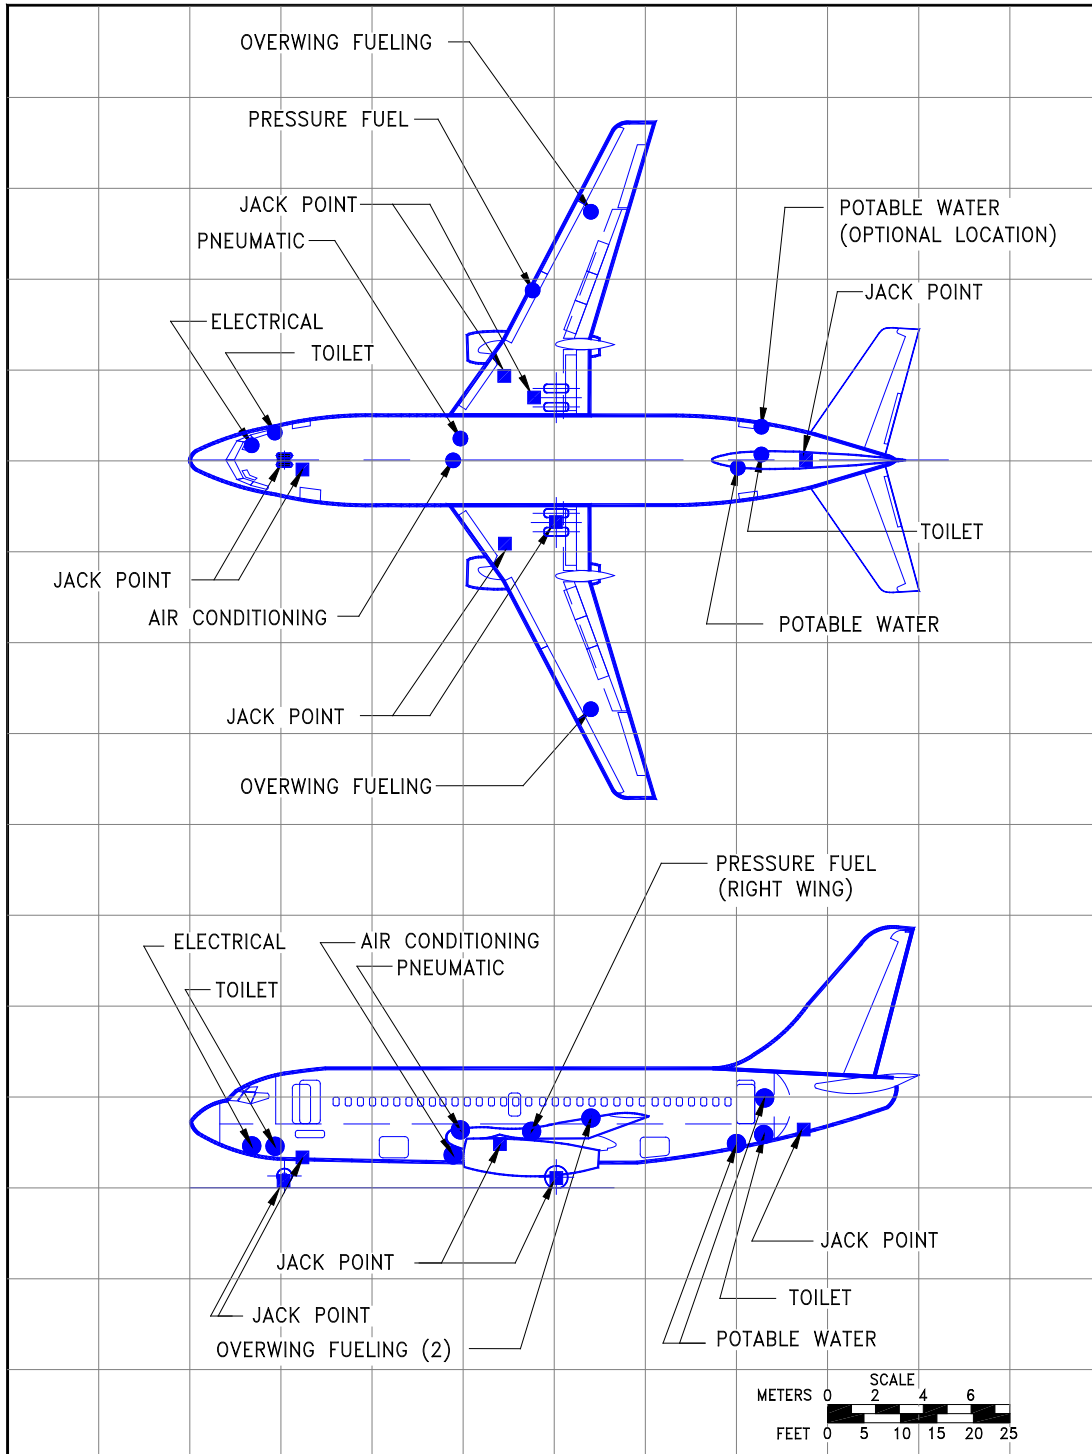 OVERWING FUELING
PRESSURE FUEL
JACK POINT
POTABLE WATER
(OPTIONAL LOCATION)
PNEUMATIC
JACK POINT
ELECTRICAL
TOILET
TOILET
JACK POINT
AIR CONDITIONING
POTABLE WATER
JACK POINT
OVERWING FUELING
PRESSURE FUEL
(RIGHT WING)
ELECTRICAL
AIR CONDITIONING
PNEUMATIC
TOILET
JACK POINT
JACK POINT
TOILET
JACK POINT
POTABLE WATER
OVERWING FUELING (2)
SCALE
METERS 0 2 4 6
FEET 0 5 10 15 20 25